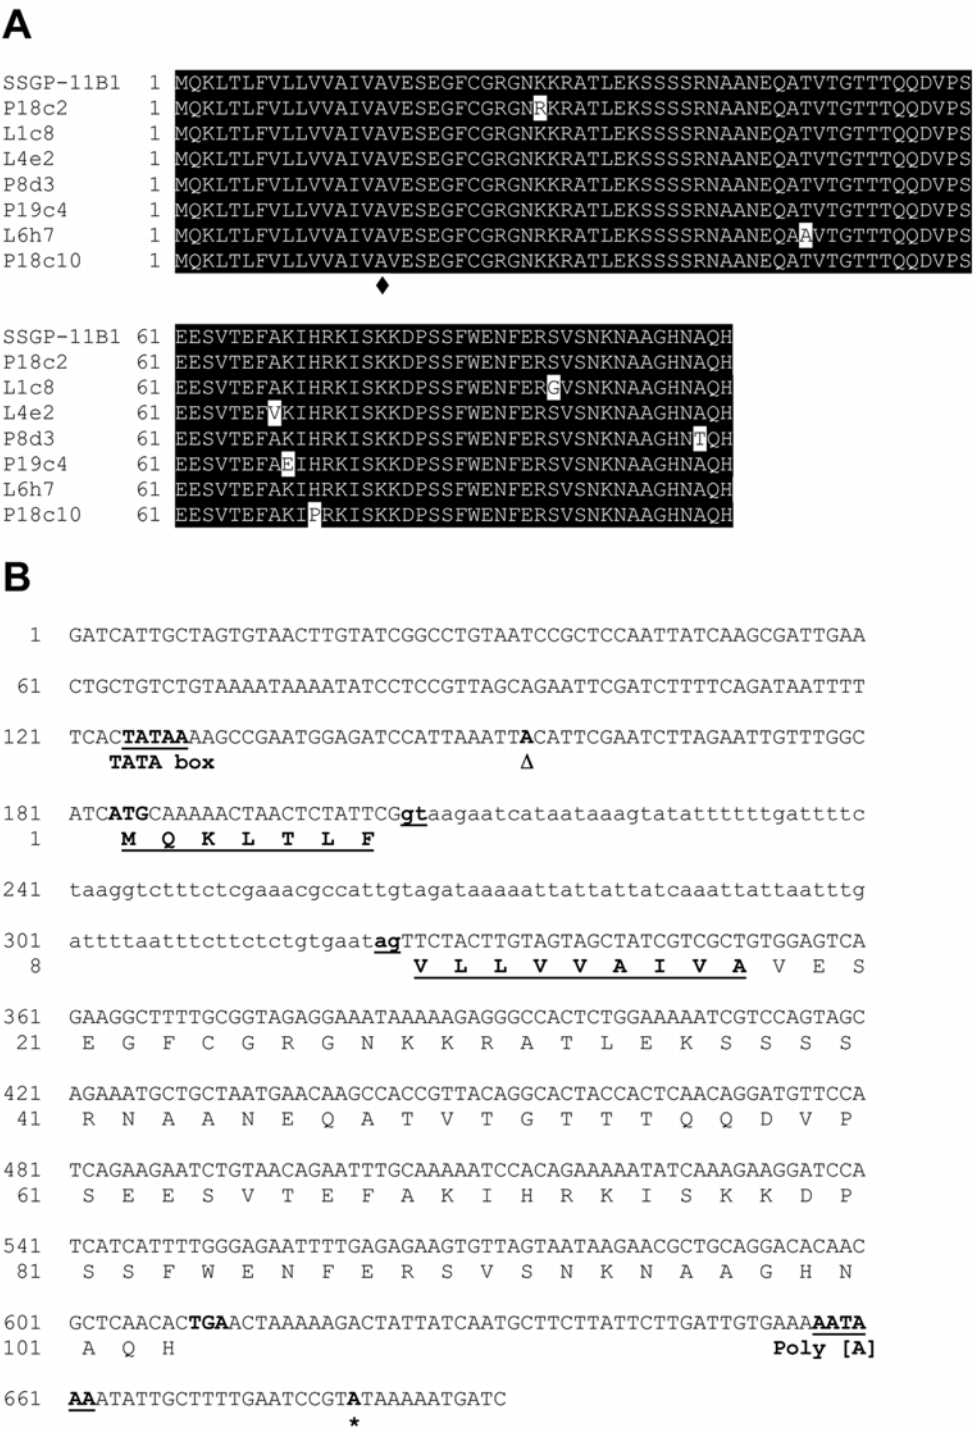 A
SSGP-11B1 1 MQKLTLFVLLVVAIVAVESEGFCGRGNKKRATLEKSSSSRNAANEQATVTGTTTQQDVPS
P18c2 1 MQKLTLFVLLVVAIVAVESEGFCGRGNRKRATLEKSSSSRNAANEQATVTGTTTQQDVPS
L1c8 1 MQKLTLFVLLVVAIVAVESEGFCGRGNKKRATLEKSSSSRNAANEQATVTGTTTQQDVPS
L4e2 1 MQKLTLFVLLVVAIVAVESEGFCGRGNKKRATLEKSSSSRNAANEQATVTGTTTQQDVPS
P8d3 1 MQKLTLFVLLVVAIVAVESEGFCGRGNKKRATLEKSSSSRNAANEQATVTGTTTQQDVPS
P19c4 1 MQKLTLFVLLVVAIVAVESEGFCGRGNKKRATLEKSSSSRNAANEQATVTGTTTQQDVPS
L6h7 1 MQKLTLFVLLVVAIVAVESEGFCGRGNKKRATLEKSSSSRNAANEQAAVTGTTTQQDVPS
P18c10 1 MQKLTLFVLLVVAIVAVESEGFCGRGNKKRATLEKSSSSRNAANEQATVTGTTTQQDVPS
♦
SSGP-11B1 61 EESVTEFAKIHRKISKKDPSSFWENFERSVSNKNAAGHNAQH
P18c2 61 EESVTEFAKIHRKISKKDPSSFWENFERSVSNKNAAGHNAQH
L1c8 61 EESVTEFAKIHRKISKKDPSSFWENFERGVSNKNAAGHNAQH
L4e2 61 EESVTEFVKIHRKISKKDPSSFWENFERSVSNKNAAGHNAQH
P8d3 61 EESVTEFAKIHRKISKKDPSSFWENFERSVSNKNAAGHNTQH
P19c4 61 EESVTEFAEIHRKISKKDPSSFWENFERSVSNKNAAGHNAQH
L6h7 61 EESVTEFAKIHRKISKKDPSSFWENFERSVSNKNAAGHNAQH
P18c10 61 EESVTEFAKIPRKISKKDPSSFWENFERSVSNKNAAGHNAQH
B
1 GATCATTGCTAGTGTAACTTGTATCGGCCTGTAATCCGCTCCAATTATCAAGCGATTGAA
61 CTGCTGTCTGTAAAATAAAATATCCTCCGTTAGCAGAATTCGATCTTTTCAGATAATTTT
121 TCACTATAAAAGCCGAATGGAGATCCATTAAATTACATTCGAATCTTAGAATTGTTTGGC
TATA box Δ
181 ATCATGCAAAAACTAACTCTATTCGgtaagaatcataataaagtatattttttgattttc
1 M Q K L T L F
241 taaggtctttctcgaaacgccattgtagataaaaattattattatcaaattattaatttg
301 attttaatttcttctctgtgaatagTTCTACTTGTAGTAGCTATCGTCGCTGTGGAGTCA
8 V L L V V A I V A V E S
361 GAAGGCTTTTGCGGTAGAGGAAATAAAAAGAGGGCCACTCTGGAAAAATCGTCCAGTAGC
21 E G F C G R G N K K R A T L E K S S S S
421 AGAAATGCTGCTAATGAACAAGCCACCGTTACAGGCACTACCACTCAACAGGATGTTCCA
41 R N A A N E Q A T V T G T T T Q Q D V P
481 TCAGAAGAATCTGTAACAGAATTTGCAAAAATCCACAGAAAAATATCAAAGAAGGATCCA
61 S E E S V T E F A K I H R K I S K K D P
541 TCATCATTTTGGGAGAATTTTGAGAGAAGTGTTAGTAATAAGAACGCTGCAGGACACAAC
81 S S F W E N F E R S V S N K N A A G H N
601 GCTCAACACTGAACTAAAAAGACTATTATCAATGCTTCTTATTCTTGATTGTGAAAAATA
101 A Q H Poly [A]
661 AAATATTGCTTTTGAATCCGTATAAAAATGATC
*